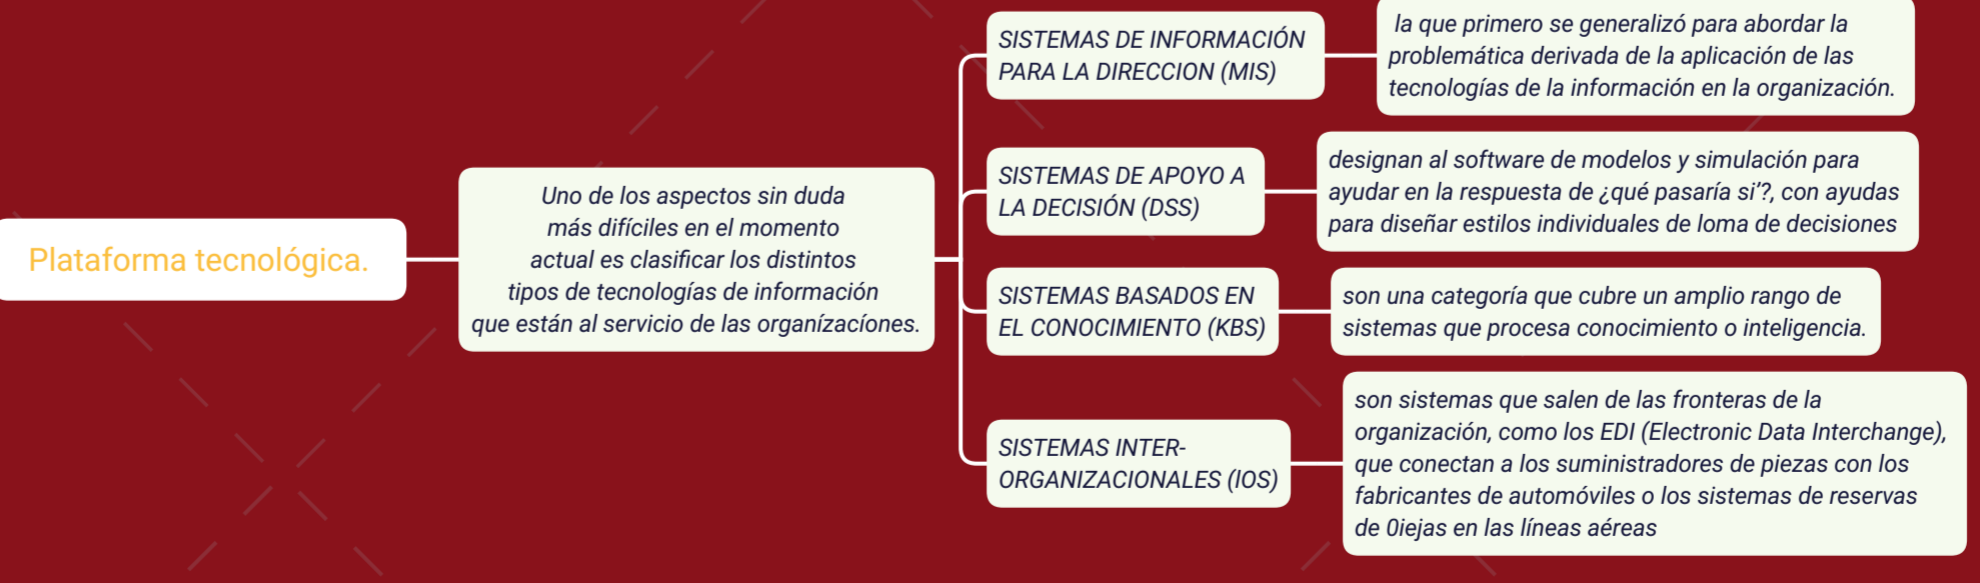 Plataforma tecnológica.
Uno de los aspectos sin duda
más difíciles en el momento
actual es clasificar los distintos
tipos de tecnologías de información
que están al servicio de las organízacíones.
SISTEMAS DE INFORMACIÓN
PARA LA DIRECCION (MIS)
la que primero se generalizó para abordar la
problemática derivada de la aplicación de las
tecnologías de la información en la organización.
SISTEMAS DE APOYO A
LA DECISIÓN (DSS)
designan al software de modelos y simulación para
ayudar en la respuesta de ¿qué pasaría si’?, con ayudas
para diseñar estilos individuales de loma de decisiones
SISTEMAS BASADOS EN
EL CONOCIMIENTO (KBS)
son una categoría que cubre un amplio rango de
sistemas que procesa conocimiento o inteligencia.
SISTEMAS INTER-
ORGANIZACIONALES (lOS)
son sistemas que salen de las fronteras de la
organización, como los EDI (Electronic Data Interchange),
que conectan a los suministradores de piezas con los
fabricantes de automóviles o los sistemas de reservas
de 0iejas en las líneas aéreas